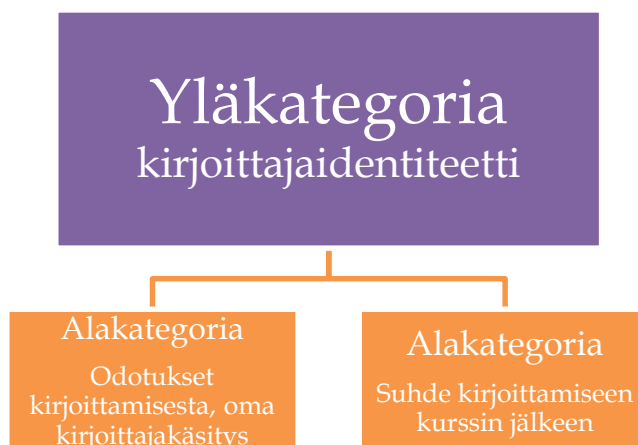 Yläkategoria
kirjoittajaidentiteetti
Alakategoria
Odotukset
kirjoittamisesta, oma
kirjoittajakäsitys
Alakategoria
Suhde kirjoittamiseen
kurssin jälkeen